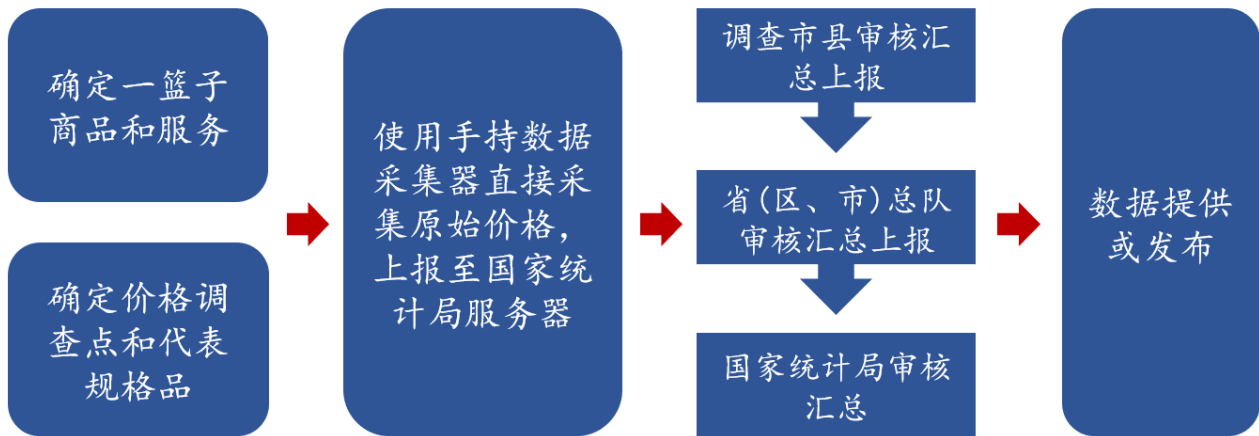 确定一篮子
商品和服务
确定价格调
查点和代表
规格品
使用手持数据
采集器直接采
集原始价格，
上报至国家统
计局服务器
调查市县审核汇
总上报
省(区、市)总队
审核汇总上报
国家统计局审核
汇总
数据提供
或发布